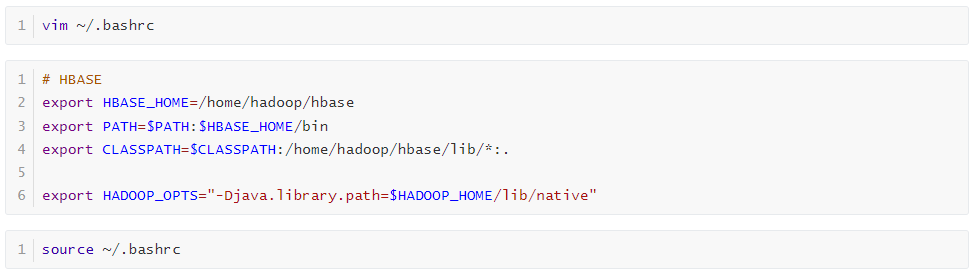 1 vim ~/.bashrc
1 # HBASE
2 export HBASE_HOME=/home/hadoop/hbase
3 export PATH=$PATH:$HBASE_HOME/bin
4 export CLASSPATH=$CLASSPATH:/home/hadoop/hbase/lib/*:.
5
6 export HADOOP_OPTS="-Djava.library.path=$HADOOP_HOME/lib/native"
1 source ~/.bashrc